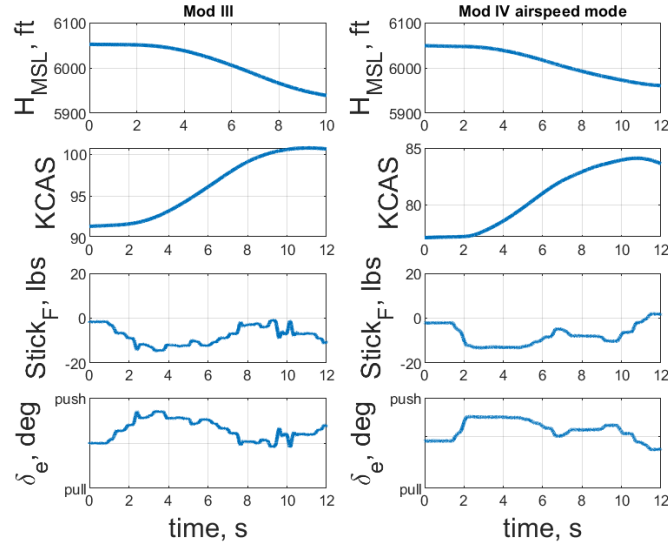 Mod III
Mod IV airspeed mode
H_MSL, ft
6100
6000
5900
0 2 4 6 8 10
H_MSL, ft
6100
6000
5900
0 2 4 6 8 10 12
KCAS
100
95
90
0 2 4 6 8 10 12
KCAS
85
80
0 2 4 6 8 10 12
Stick_F, lbs
20
0
-20
0 2 4 6 8 10 12
Stick_F, lbs
20
0
-20
0 2 4 6 8 10 12
δ_e, deg
push
pull
0 2 4 6 8 10 12
time, s
δ_e, deg
push
pull
0 2 4 6 8 10 12
time, s